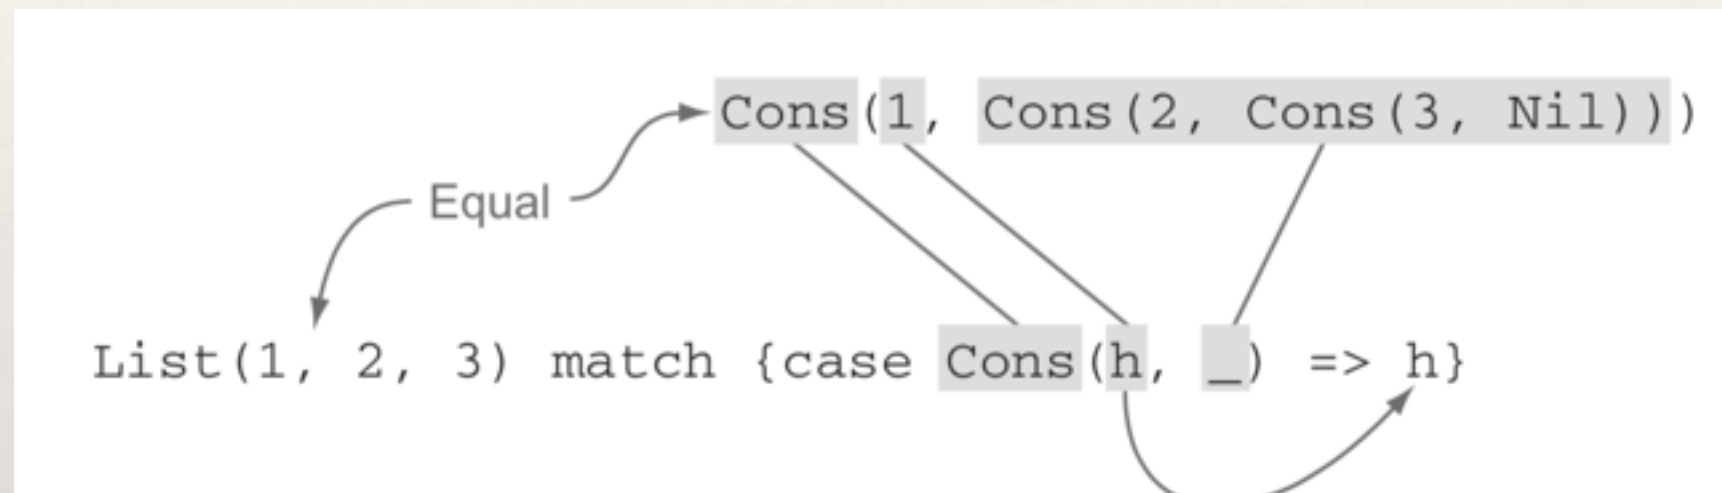 Cons(1, Cons(2, Cons(3, Nil)))
Equal
List(1, 2, 3) match {case Cons(h, _) => h}